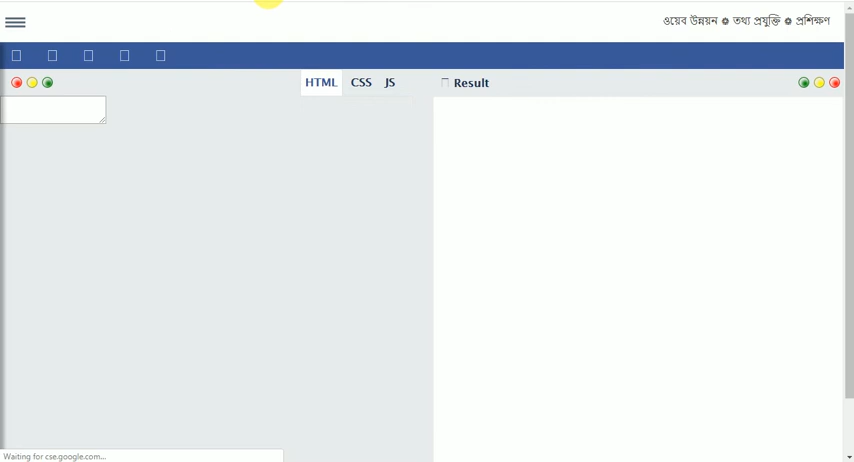 ওয়েব উন্নয়ন ❁ তথ্য প্রযুক্তি ❁ প্রশিক্ষণ
HTML CSS JS Result
Waiting for cse.google.com...